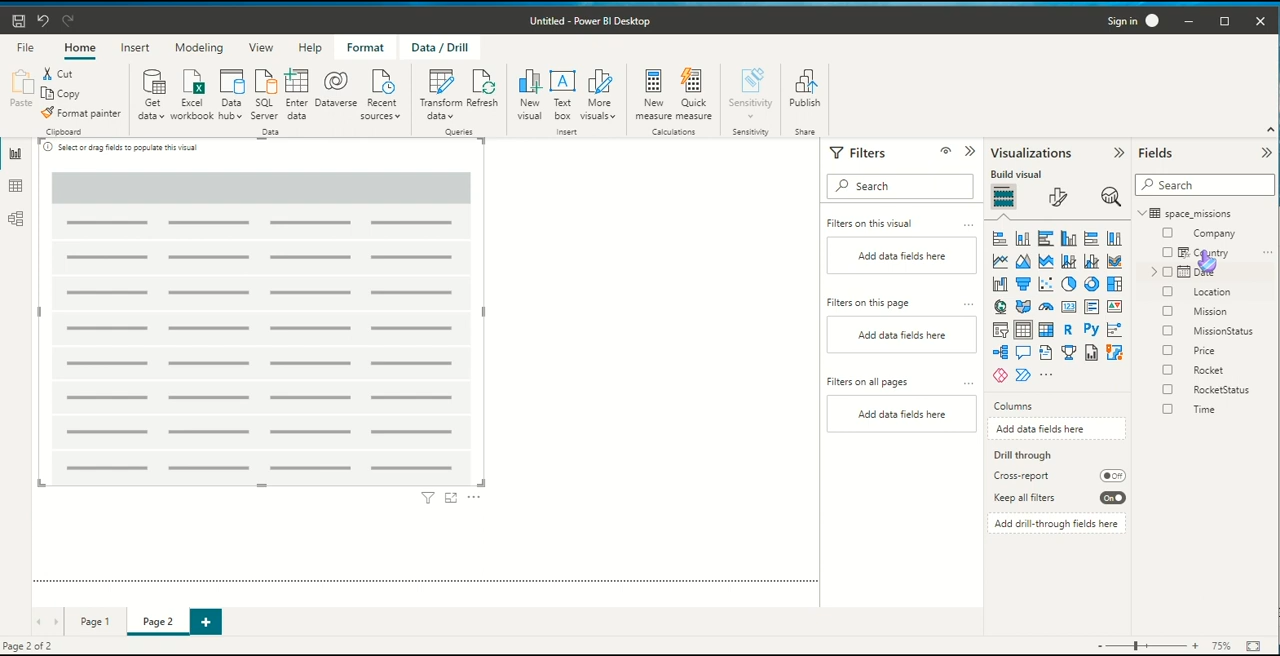 Untitled - Power BI Desktop
Sign in
File
Home
Insert
Modeling
View
Help
Format
Data / Drill
Paste
Cut
Copy
Format painter
Clipboard
Get data
Excel workbook
Data hub
SQL Server
Enter data
Dataverse
Recent sources
Data
Transform data
Refresh
Queries
New visual
Text box
More visuals
Insert
New measure
Quick measure
Calculations
Sensitivity
Sensitivity
Publish
Share
Select or drag fields to populate this visual
Filters
Search
Filters on this visual
...
Add data fields here
Filters on this page
...
Add data fields here
Filters on all pages
...
Add data fields here
Visualizations
Build visual
123
R
Py
...
Columns
Add data fields here
Drill through
Cross-report
Off
Keep all filters
On
Add drill-through fields here
Fields
Search
space_missions
Company
Country
...
Date
Location
Mission
MissionStatus
Price
Rocket
RocketStatus
Time
...
Page 1
Page 2
+
Page 2 of 2
-
+
75%